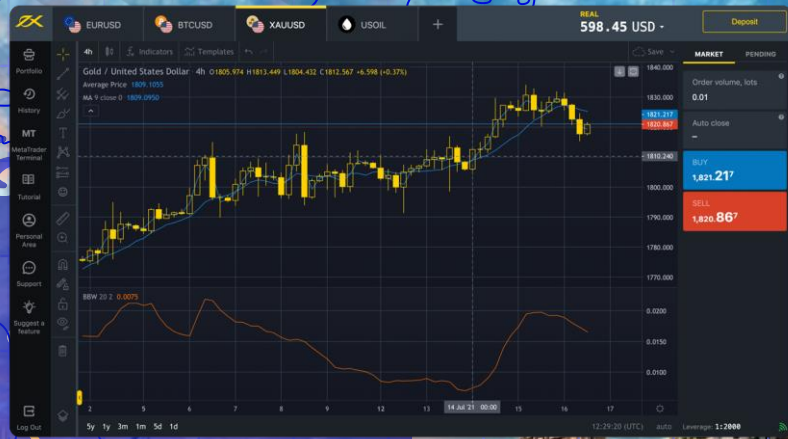 EURUSD
BTCUSD
XAUUSD
USOIL
+
REAL
598.45 USD
Deposit
Portfolio
History
MT
MetaTrader
Terminal
Tutorial
Personal
Area
Support
Suggest a
feature
Log Out
4h
Indicators
Templates
Save
Gold / United States Dollar 4h O1805.974 H1813.449 L1804.432 C1812.567 +6.598 (+0.37%)
Average Price 1809.1055
MA 9 close 0 1809.0950
1840.000
1830.000
1821.217
1820.867
1810.240
1800.000
1790.000
1780.000
1770.000
BBW 20 2 0.0075
0.0200
0.0150
0.0100
2 5 6 7 8 9 12 13 14 Jul '21 00:00 15 16 17
5y 1y 3m 1m 5d 1d
12:29:20 (UTC) auto
MARKET PENDING
Order volume, lots
0.01
Auto close
–
BUY
1,821.217
SELL
1,820.867
Leverage: 1:2000